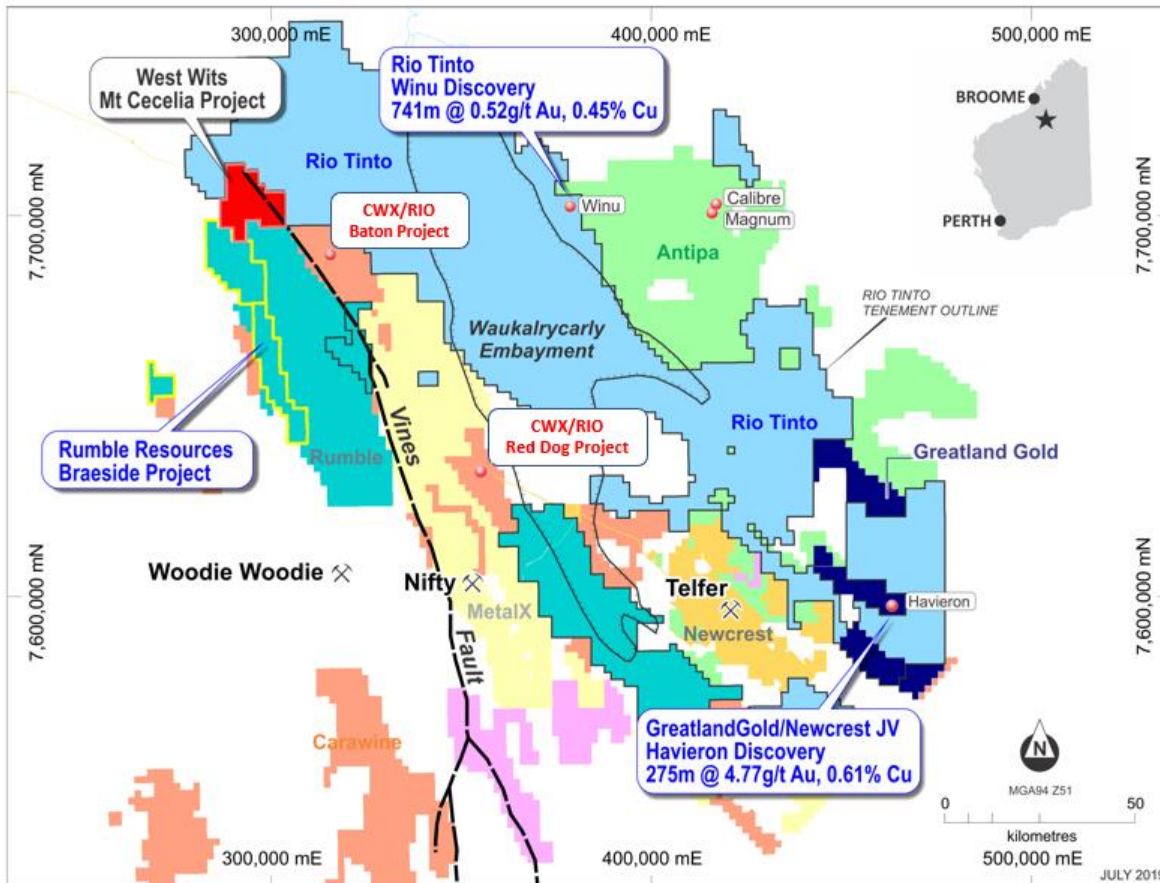 300,000 mE
400,000 mE
500,000 mE
West Wits
Mt Cecelia Project
Rio Tinto
Winu Discovery
741m @ 0.52g/t Au, 0.45% Cu
BROOME
PERTH
7,700,000 mN
Rio Tinto
CWX/RIO
Baton Project
Winu
Calibre
Magnum
7,700,000 mN
Antipa
RIO TINTO
TENEMENT OUTLINE
Waukalrycarly
Embayment
Rumble Resources
Braeside Project
Rumble
Vines
CWX/RIO
Red Dog Project
Rio Tinto
Greatland Gold
Woodie Woodie
Nifty
MetalX
Telfer
Newcrest
Havieron
7,600,000 mN
7,600,000 mN
Fault
Carawine
GreatlandGold/Newcrest JV
Havieron Discovery
275m @ 4.77g/t Au, 0.61% Cu
N
MGA94 Z51
0
50
kilometres
300,000 mE
400,000 mE
500,000 mE
JULY 2019